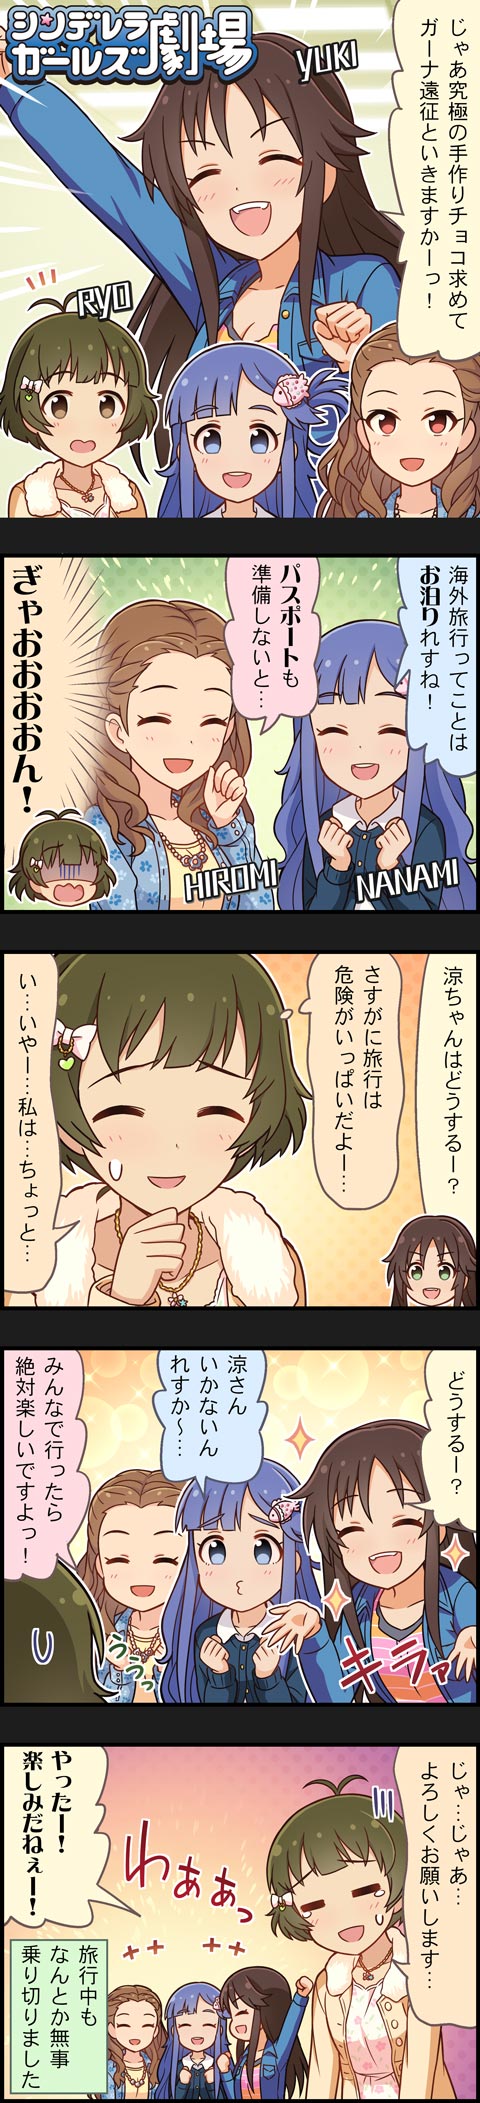 シンデレラ
ガールズ劇場
YUKI
じゃあ究極の手作りチョコ求めて
ガーナ遠征といきますかーっ！
RYO
海外旅行ってことは
お泊りれすね！
パスポートも
準備しないと…
ぎゃおおおおん！
HIROMI
NANAMI
涼ちゃんはどうするー？
さすがに旅行は
危険がいっぱいだよー…
い…いやー…私は…ちょっと…
どうするー？
涼さん
いかないん
れすか～…
みんなで行ったら
絶対楽しいですよっ！
うううっ
キラァ
じゃ…じゃあ…
よろしくお願いします…
わぁぁっ
やったー！
楽しみだねぇー！
旅行中も
なんとか無事
乗り切りました